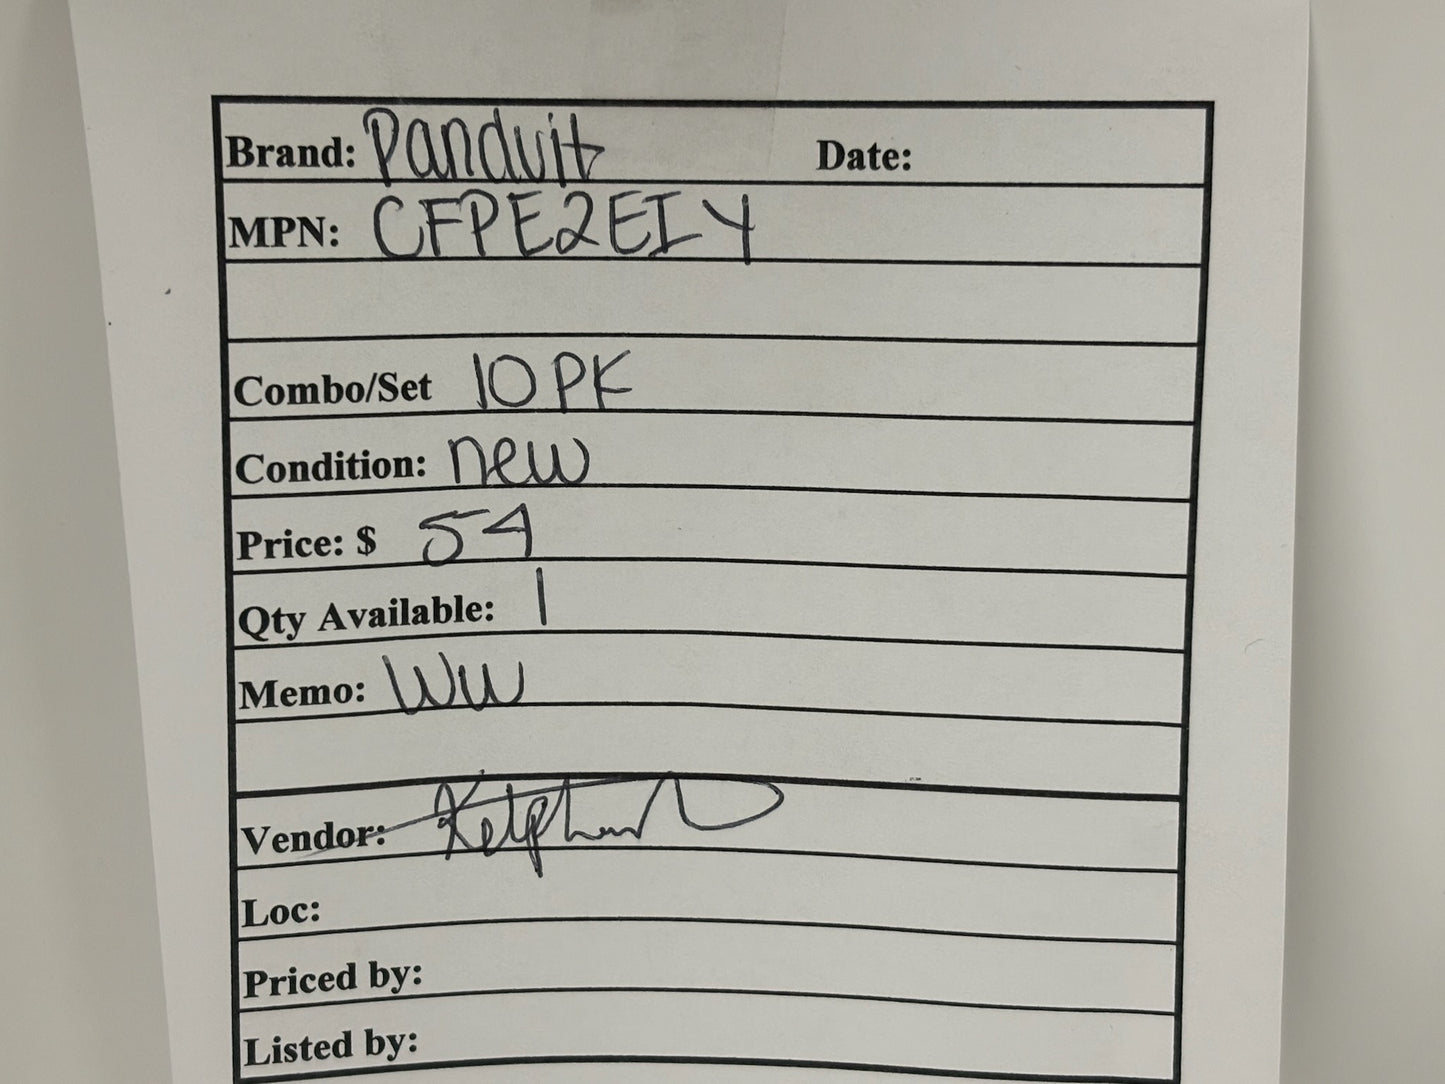 Brand: Panduit Date:
MPN: CFPE2EIY
Combo/Set 10 PK
Condition: new
Price: $ 54
Qty Available: 1
Memo: WW
Vendor:
Loc:
Priced by:
Listed by: